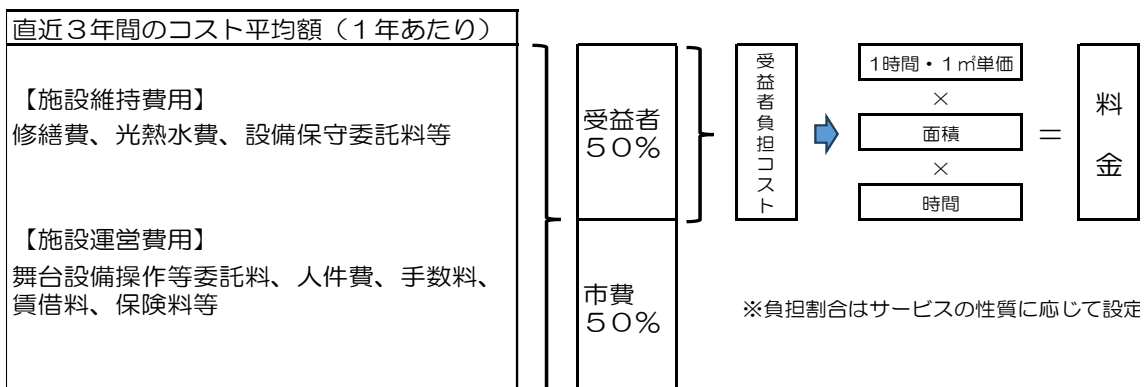 直近３年間のコスト平均額（１年あたり）
【施設維持費用】
修繕費、光熱水費、設備保守委託料等
【施設運営費用】
舞台設備操作等委託料、人件費、手数料、
賃借料、保険料等
受益者
５０％
市費
５０％
受益者負担コスト
1時間・１㎡単価
×
面積
×
時間
＝
料金
※負担割合はサービスの性質に応じて設定